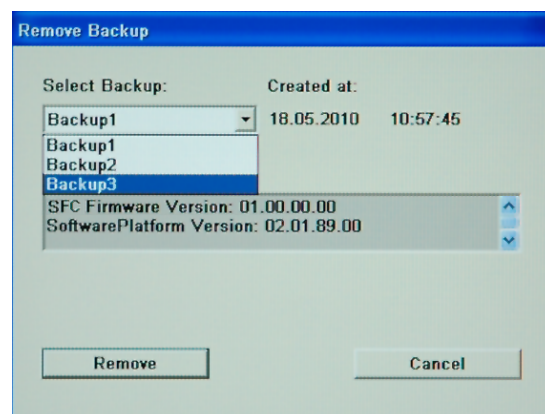 Remove Backup
Select Backup: Created at:
Backup1 18.05.2010 10:57:45
Backup1
Backup2
Backup3
SFC Firmware Version: 01.00.00.00
SoftwarePlatform Version: 02.01.89.00
Remove Cancel